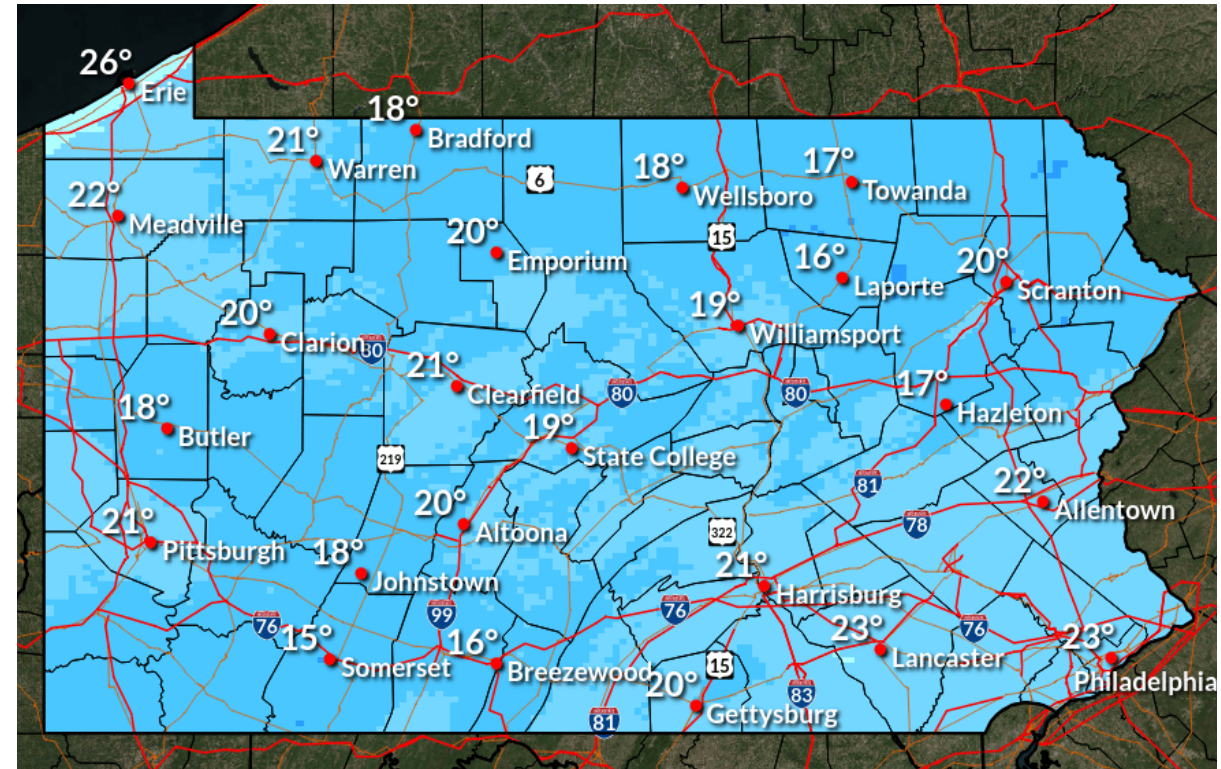 26°
Erie
18°
Bradford
21°
Warren
6
18°
Wellsboro
17°
Towanda
22°
Meadville
20°
Emporium
15
16°
Laporte
20°
Scranton
20°
Clarion
80
19°
Williamsport
21°
Clearfield
80
80
17°
Hazleton
18°
Butler
19°
State College
219
81
22°
Allentown
21°
Pittsburgh
20°
Altoona
322
78
18°
Johnstown
21°
Harrisburg
76
99
76
76
15°
Somerset
16°
Breezewood
15
23°
Lancaster
23°
Philadelphia
20°
Gettysburg
83
81